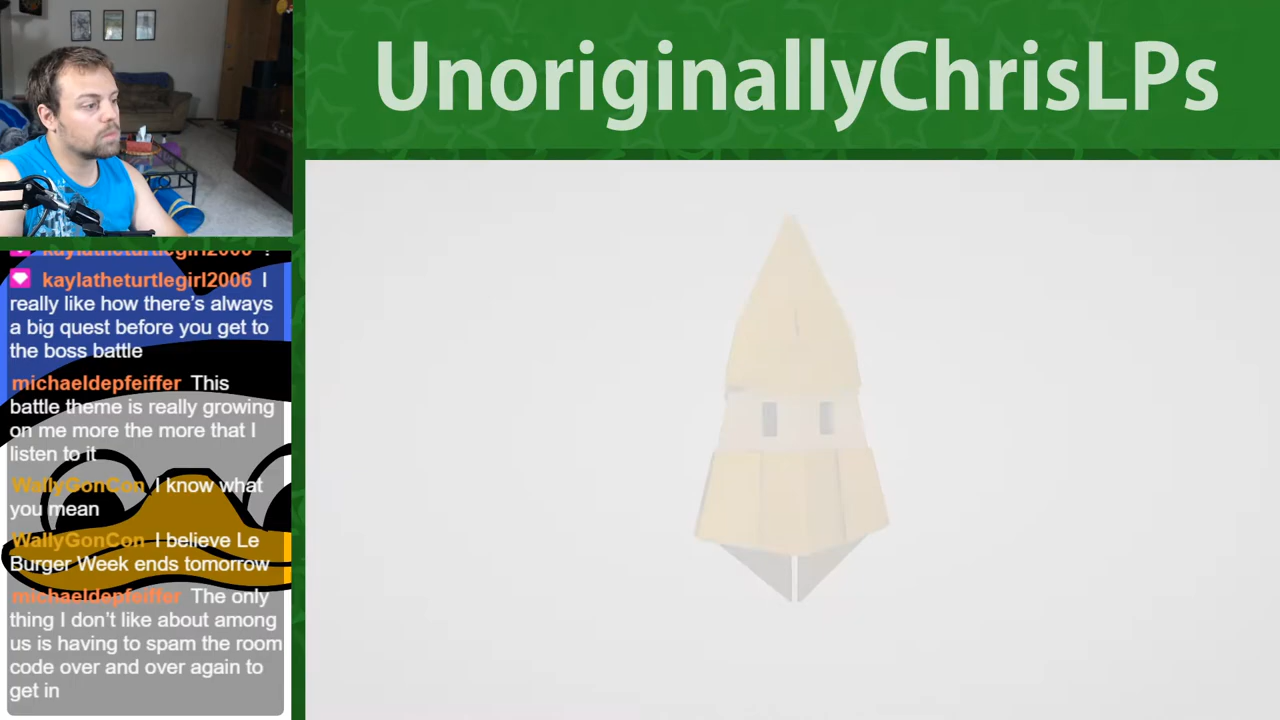 UnoriginallyChrisLPs
kaylatheturtlegirl2006 !
kaylatheturtlegirl2006 I
really like how there's always
a big quest before you get to
the boss battle
michaeldepfeiffer This
battle theme is really growing
on me more the more that I
listen to it
WallyGonCon I know what
you mean
WallyGonCon I believe Le
Burger Week ends tomorrow
michaeldepfeiffer The only
thing I don't like about among
us is having to spam the room
code over and over again to
get in